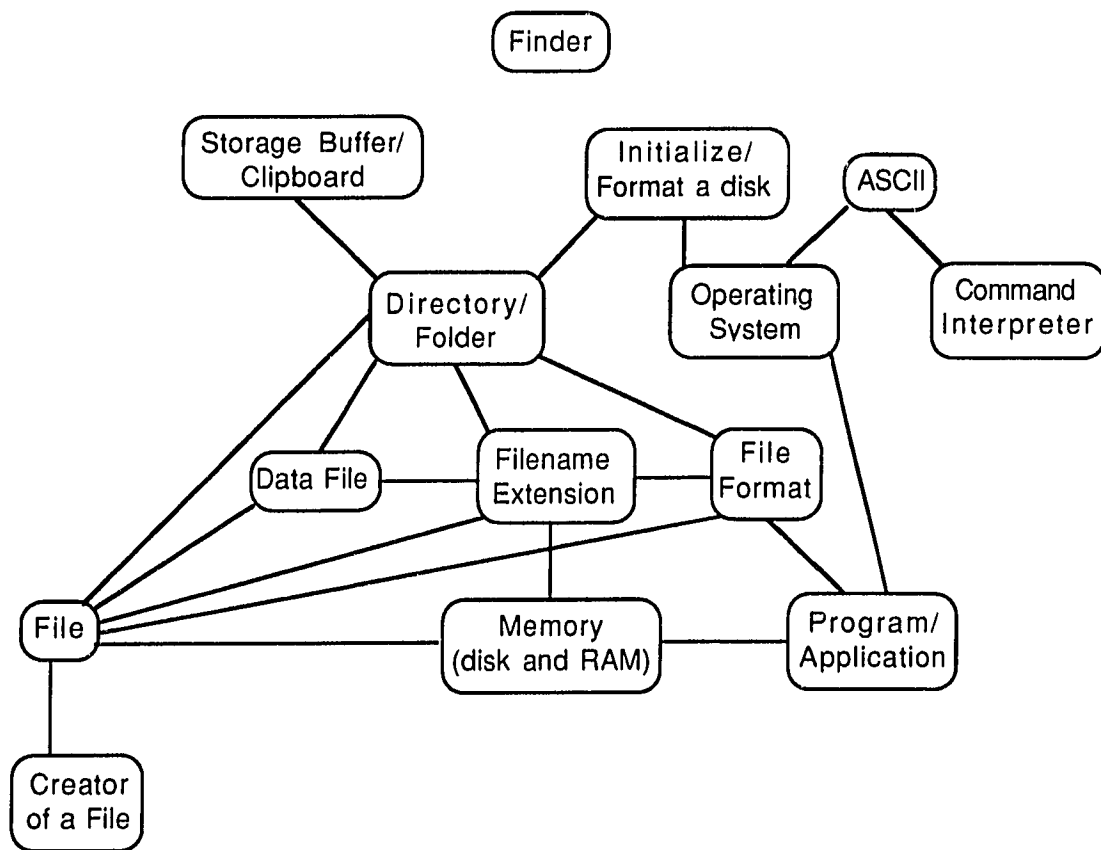 Finder
Storage Buffer/
Clipboard
Initialize/
Format a disk
ASCII
Directory/
Folder
Operating
System
Command
Interpreter
Data File
Filename
Extension
File
Format
File
Memory
(disk and RAM)
Program/
Application
Creator
of a File